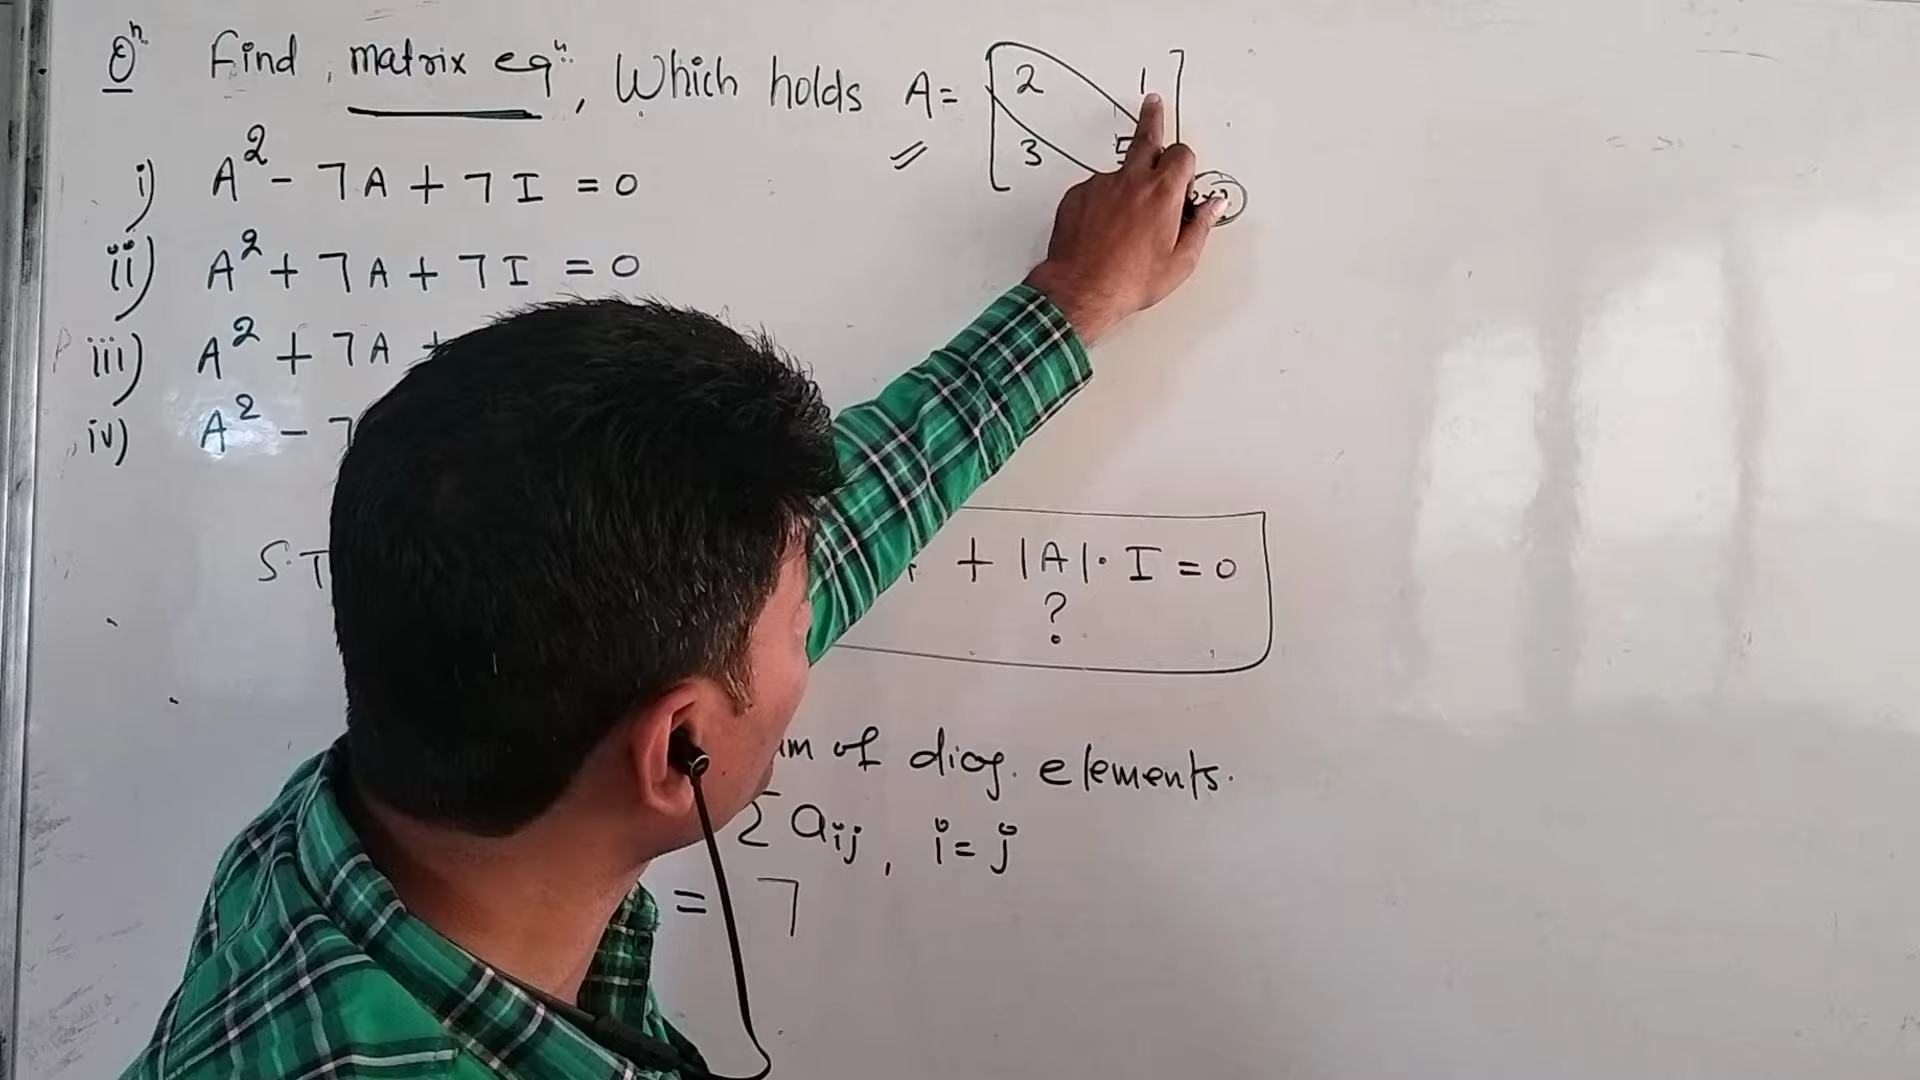 Qⁿ Find matrix eqⁿ, Which holds A = [2 1
3 5]
i) A² - 7A + 7I = 0
ii) A² + 7A + 7I = 0
iii) A² + 7A +
iv) A² - 7
S.T + |A|. I = 0
?
of diag. elements.
Σ aij, i = j
= 7